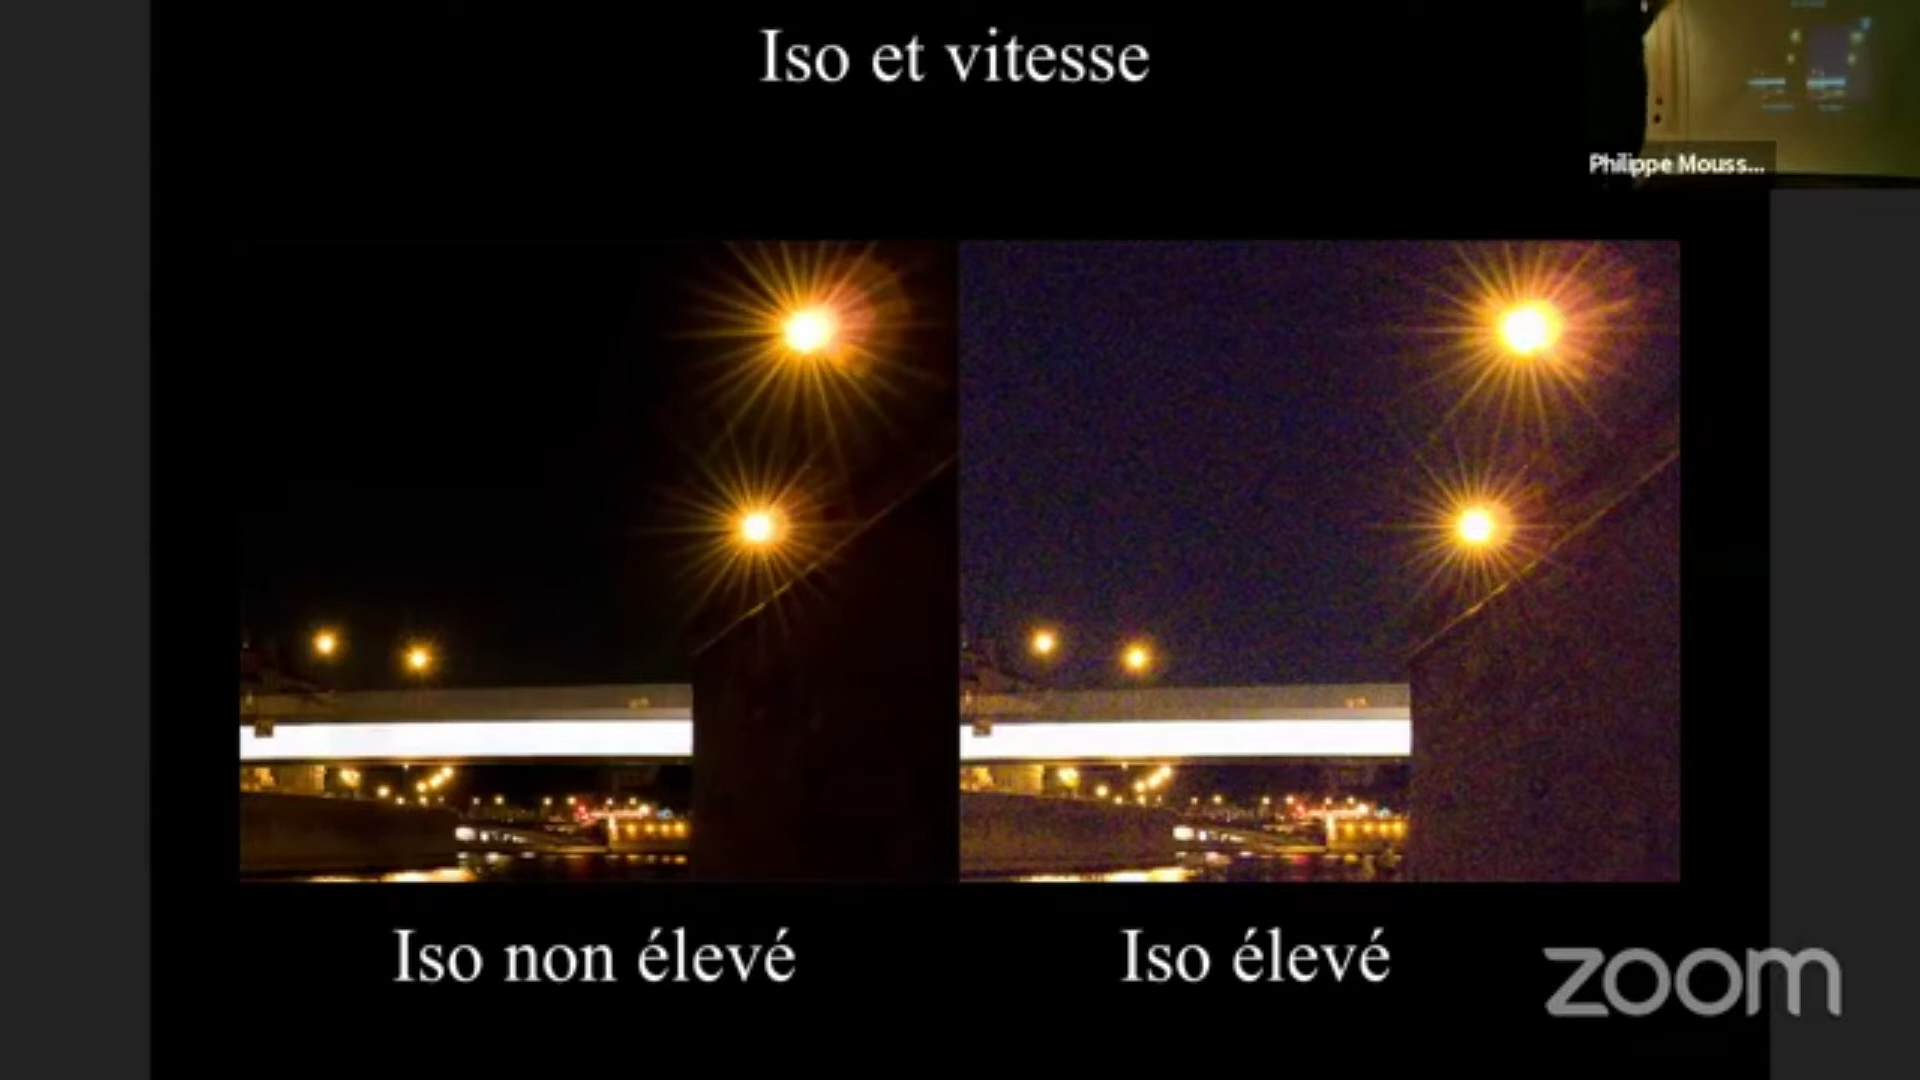 Iso et vitesse
Philippe Mouss...
Iso non élevé
Iso élevé
zoom